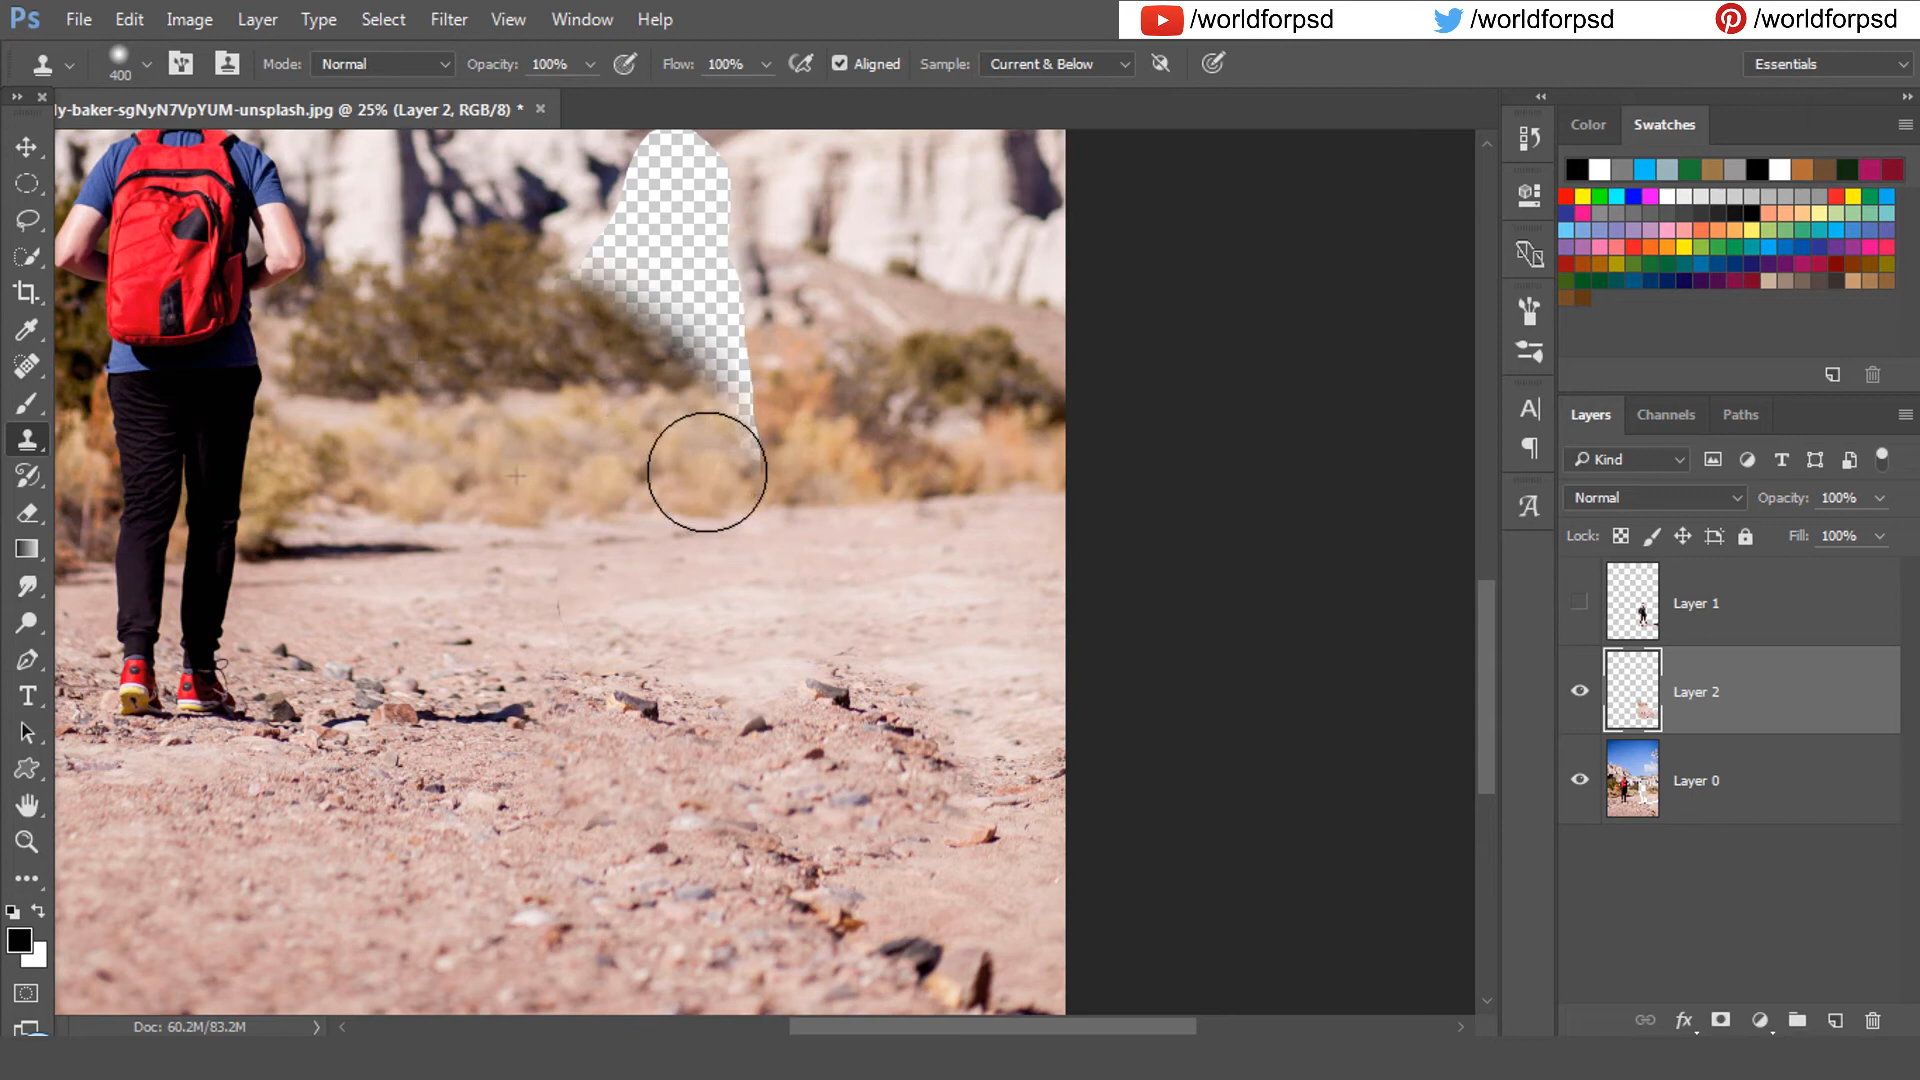 Ps File Edit Image Layer Type Select Filter View Window Help /worldforpsd /worldforpsd /worldforpsd
400 Mode: Normal Opacity: 100% Flow: 100% Aligned Sample: Current & Below Essentials
ly-baker-sgNyN7VpYUM-unsplash.jpg @ 25% (Layer 2, RGB/8) *
Color Swatches
Layers Channels Paths
Kind
Normal Opacity: 100%
Lock: Fill: 100%
Layer 1
Layer 2
Layer 0
Doc: 60.2M/83.2M
fx